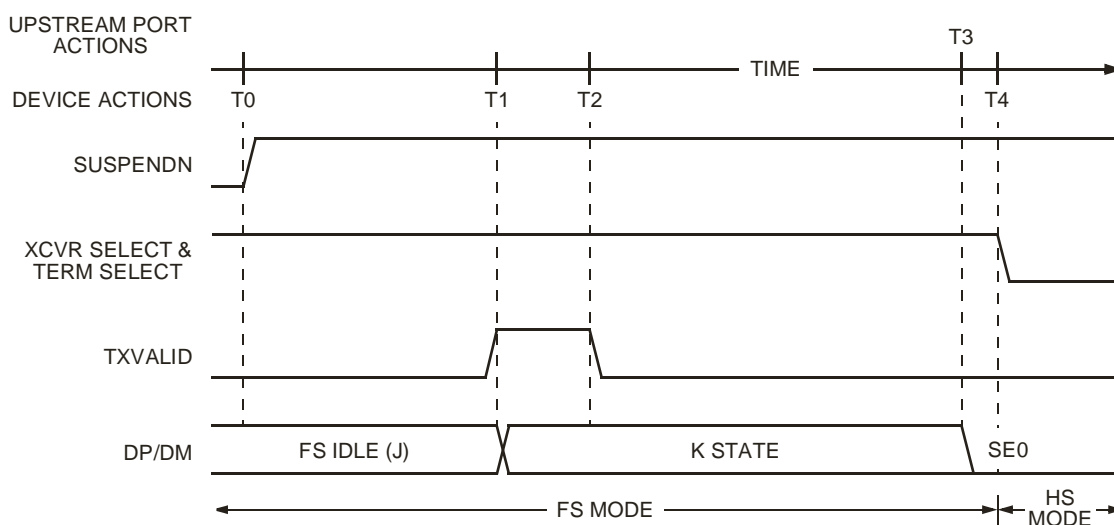 UPSTREAM PORT
ACTIONS
T3
TIME
DEVICE ACTIONS
T0
T1
T2
T4
SUSPENDN
XCVR SELECT &
TERM SELECT
TXVALID
DP/DM
FS IDLE (J)
K STATE
SE0
FS MODE
HS
MODE